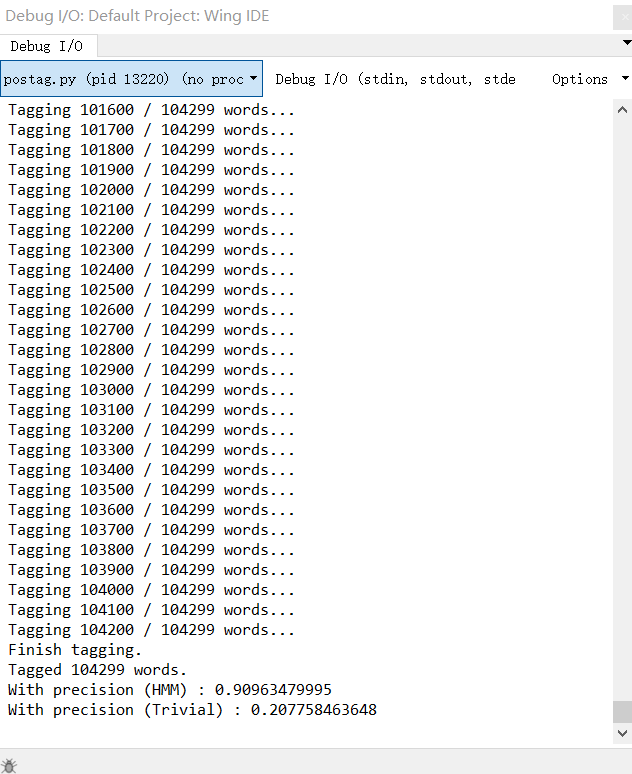 Debug I/O: Default Project: Wing IDE
Debug I/O
postag.py (pid 13220) (no proc Debug I/O (stdin, stdout, stde Options
Tagging 101600 / 104299 words...
Tagging 101700 / 104299 words...
Tagging 101800 / 104299 words...
Tagging 101900 / 104299 words...
Tagging 102000 / 104299 words...
Tagging 102100 / 104299 words...
Tagging 102200 / 104299 words...
Tagging 102300 / 104299 words...
Tagging 102400 / 104299 words...
Tagging 102500 / 104299 words...
Tagging 102600 / 104299 words...
Tagging 102700 / 104299 words...
Tagging 102800 / 104299 words...
Tagging 102900 / 104299 words...
Tagging 103000 / 104299 words...
Tagging 103100 / 104299 words...
Tagging 103200 / 104299 words...
Tagging 103300 / 104299 words...
Tagging 103400 / 104299 words...
Tagging 103500 / 104299 words...
Tagging 103600 / 104299 words...
Tagging 103700 / 104299 words...
Tagging 103800 / 104299 words...
Tagging 103900 / 104299 words...
Tagging 104000 / 104299 words...
Tagging 104100 / 104299 words...
Tagging 104200 / 104299 words...
Finish tagging.
Tagged 104299 words.
With precision (HMM) : 0.90963479995
With precision (Trivial) : 0.207758463648